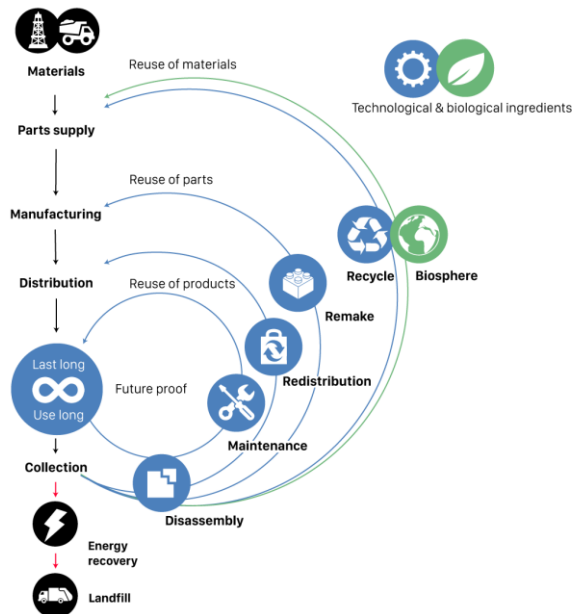 Materials
Reuse of materials
Technological & biological ingredients
Parts supply
Reuse of parts
Manufacturing
Recycle
Biosphere
Distribution
Reuse of products
Remake
Last long
Use long
Future proof
Redistribution
Maintenance
Collection
Disassembly
Energy
recovery
Landfill